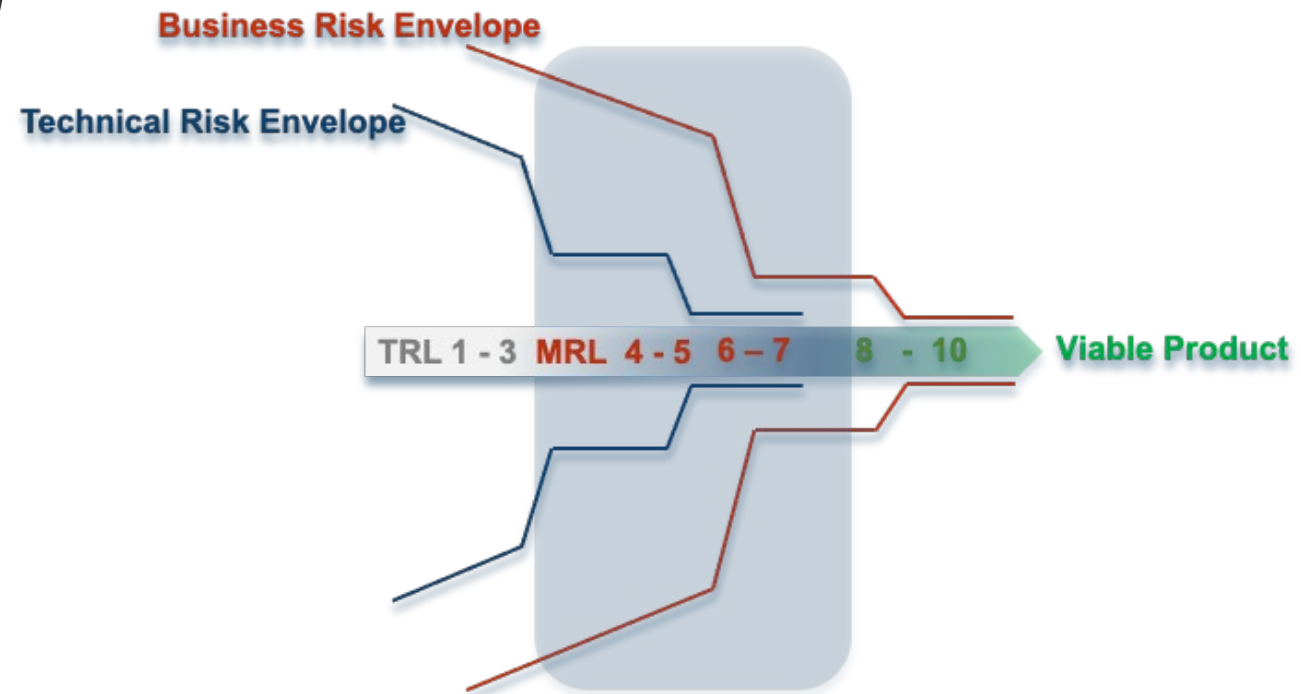 Business Risk Envelope
Technical Risk Envelope
TRL 1 - 3 MRL 4 - 5 6 – 7 8 - 10 Viable Product